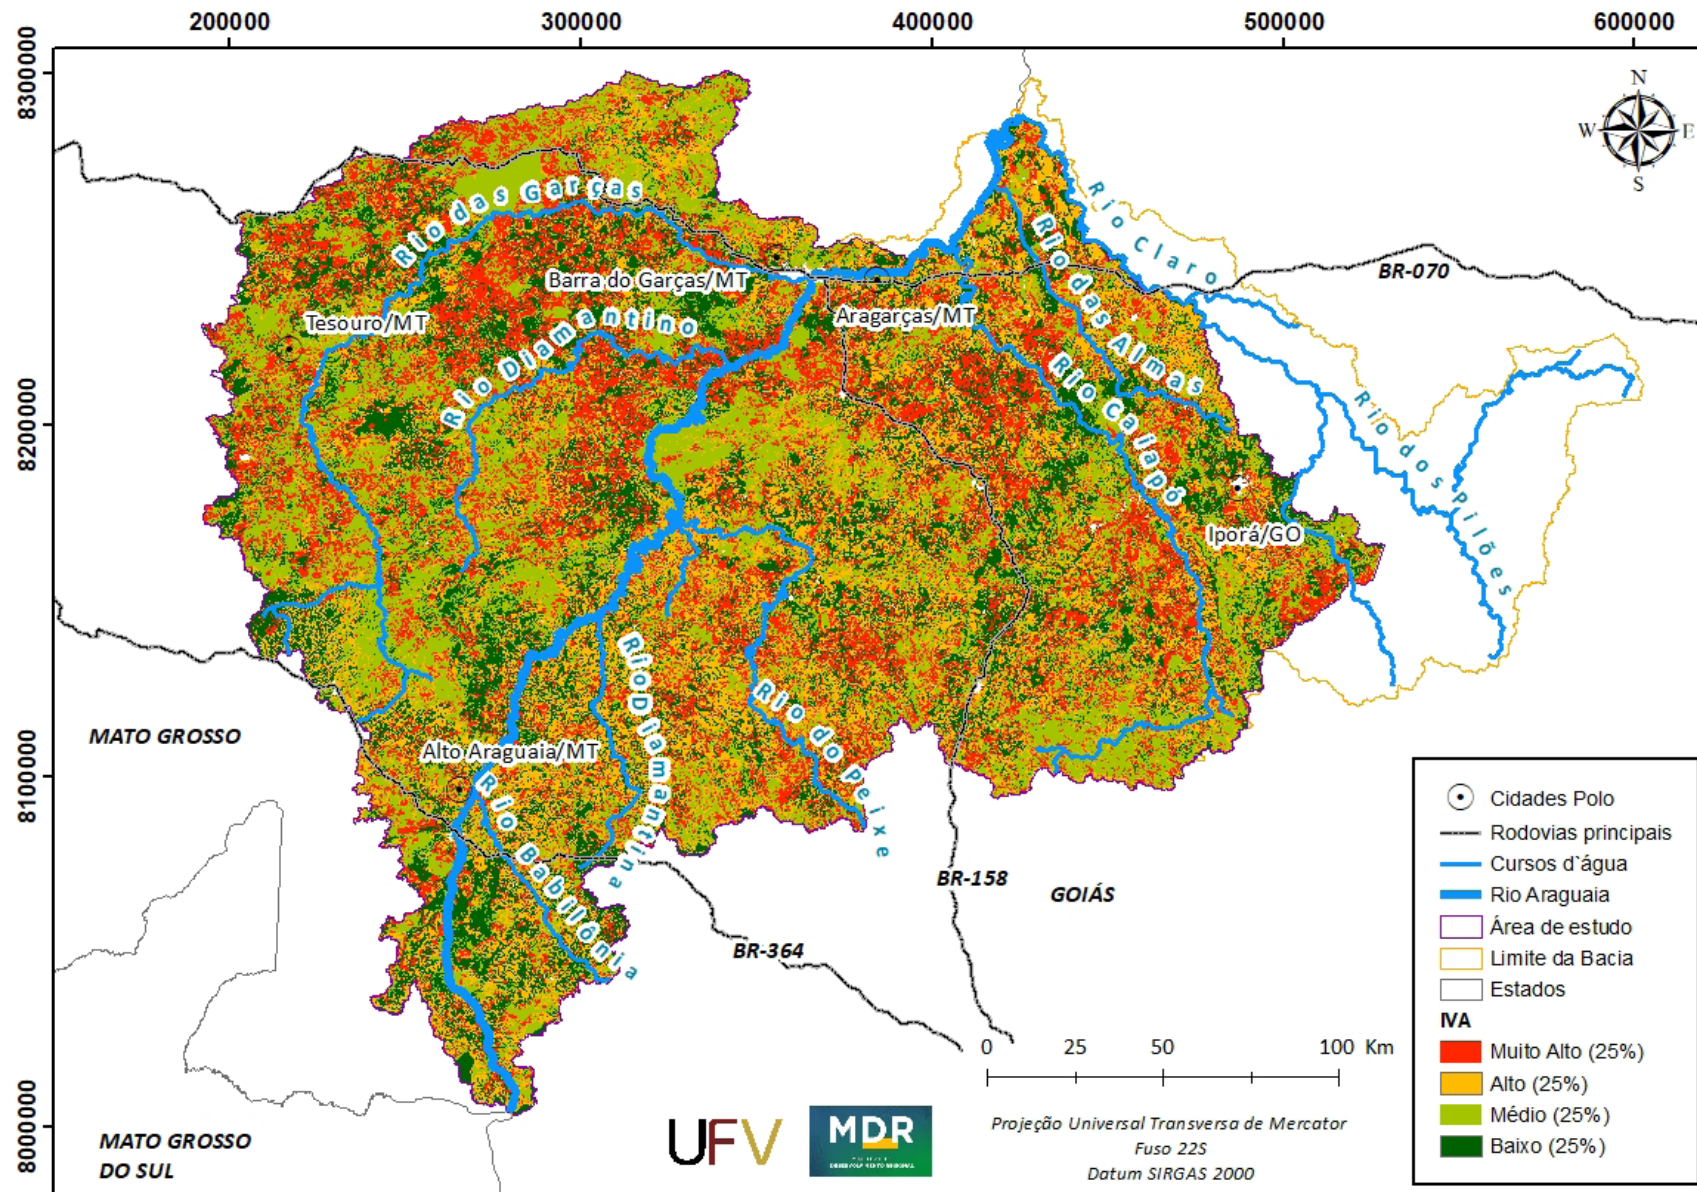 200000
300000
400000
500000
600000
8300000
8200000
8100000
8000000
N
W
E
S
Rio das Garças
Rio Claro
Rio das Almas
BR-070
Barra do Garças/MT
Aragarças/MT
Tesouro/MT
Rio Diamantino
Rio Caiapó
Rio dos Pilões
Iporá/GO
Rio Diamantina
Rio do Peixe
MATO GROSSO
Alto Araguaia/MT
Rio Babilônia
BR-158
GOIÁS
BR-364
MATO GROSSO
DO SUL
Cidades Polo
Rodovias principais
Cursos d`água
Rio Araguaia
Área de estudo
Limite da Bacia
Estados
IVA
Muito Alto (25%)
Alto (25%)
Médio (25%)
Baixo (25%)
0 25 50 100 Km
UFV
MDR
DESENVOLVIMENTO REGIONAL
Projeção Universal Transversa de Mercator
Fuso 22S
Datum SIRGAS 2000